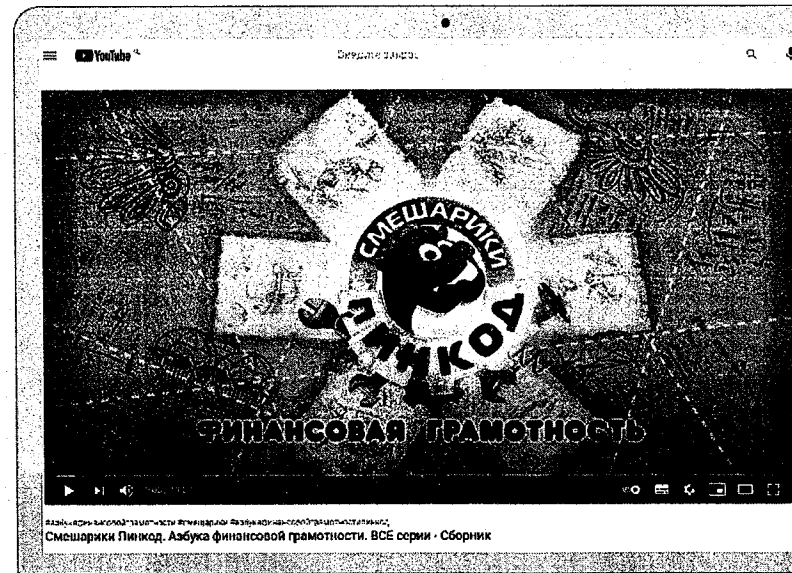 YouTube
СМЕШАРИКИ
ПИНКОД
ФИНАНСОВАЯ ГРАМОТНОСТЬ
Смешарики Пинкод. Азбука финансовой грамотности. ВСЕ серии - Сборник